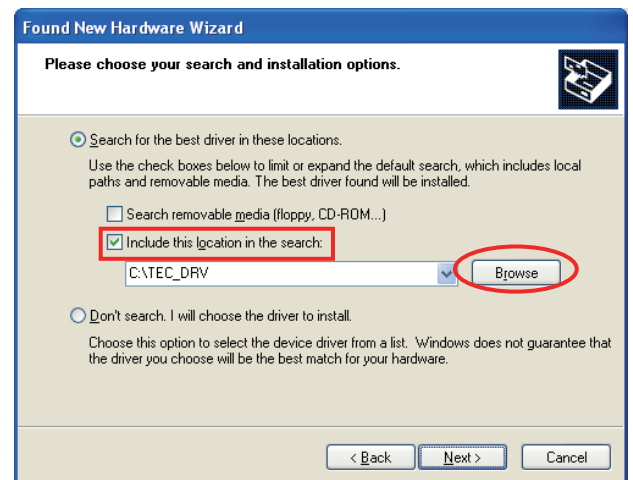 Found New Hardware Wizard
Please choose your search and installation options.
Search for the best driver in these locations.
Use the check boxes below to limit or expand the default search, which includes local
paths and removable media. The best driver found will be installed.
Search removable media (floppy, CD-ROM...)
Include this location in the search:
C:\TEC_DRV
Browse
Don't search. I will choose the driver to install.
Choose this option to select the device driver from a list. Windows does not guarantee that
the driver you choose will be the best match for your hardware.
< Back Next > Cancel